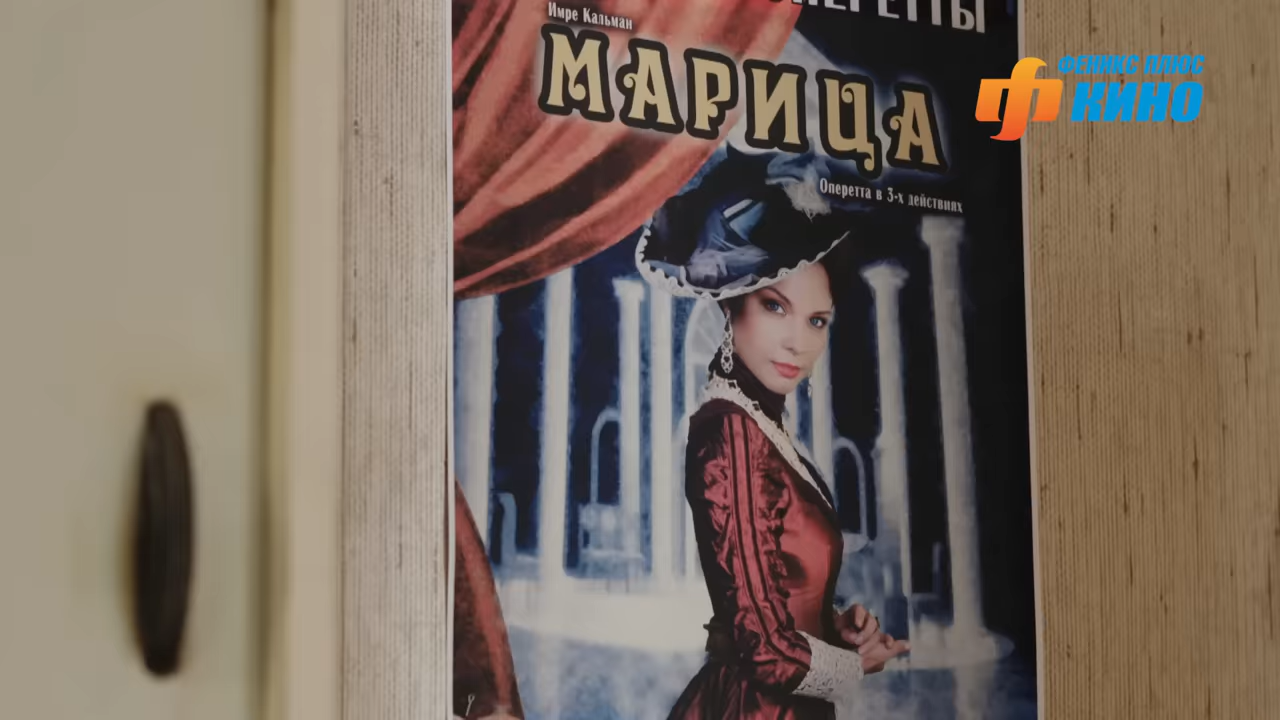 ОПЕРЕТТЫ
Имре Кальман
МАРИЦА
Оперетта в 3-х действиях
ФЕНИКС ПЛЮС
КИНО